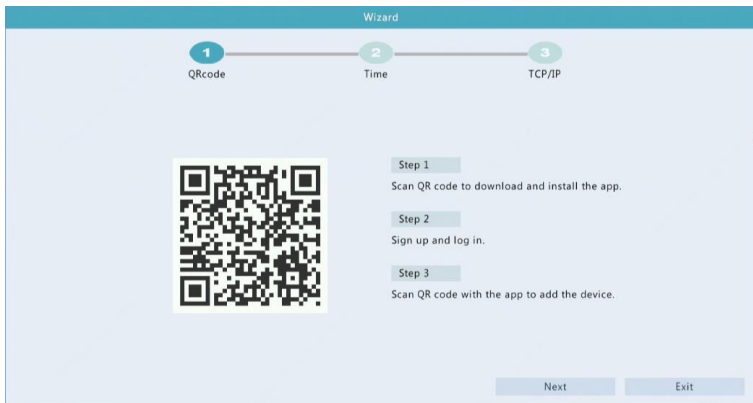 Wizard
1 2 3
QRcode Time TCP/IP
Step 1
Scan QR code to download and install the app.
Step 2
Sign up and log in.
Step 3
Scan QR code with the app to add the device.
Next Exit